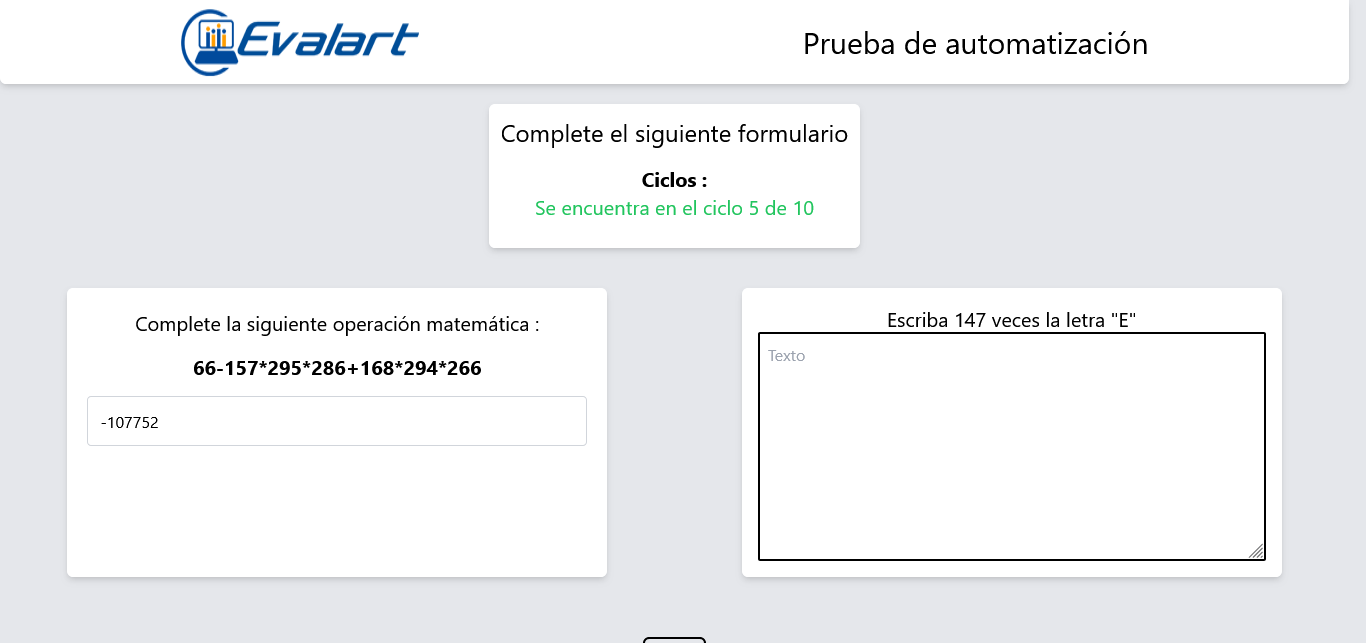 Evalart
Prueba de automatización
Complete el siguiente formulario
Ciclos :
Se encuentra en el ciclo 5 de 10
Complete la siguiente operación matemática :
66-157*295*286+168*294*266
-107752
Escriba 147 veces la letra "E"
Texto